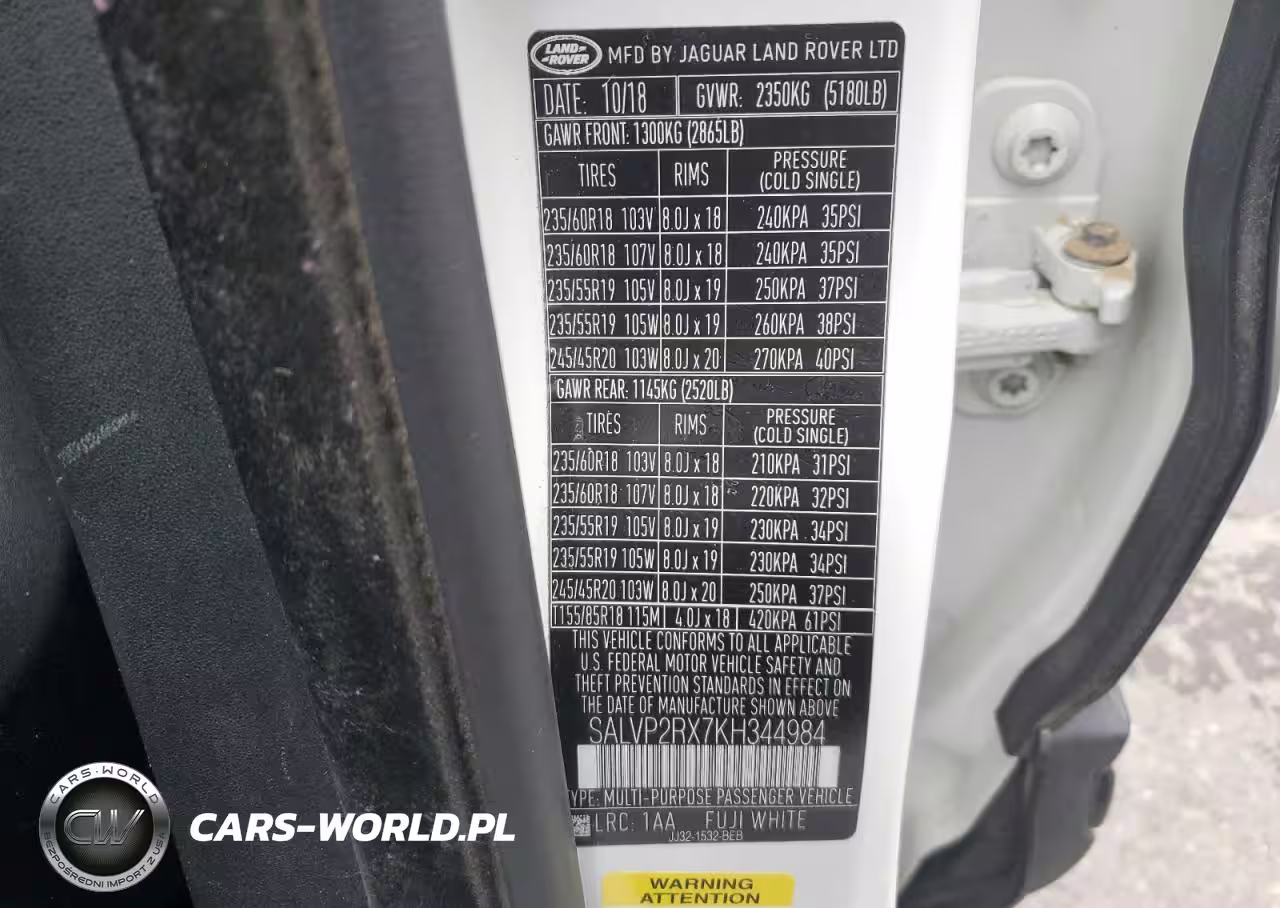 LAND ROVER MFD BY JAGUAR LAND ROVER LTD
DATE: 10/18 GVWR: 2350KG (5180LB)
GAWR FRONT: 1300KG (2865LB)
TIRES RIMS PRESSURE (COLD SINGLE)
235/60R18 103V 8.0J x 18 240KPA 35PSI
235/60R18 107V 8.0J x 18 240KPA 35PSI
235/55R19 105V 8.0J x 19 250KPA 37PSI
235/55R19 105W 8.0J x 19 260KPA 38PSI
245/45R20 103W 8.0J x 20 270KPA 40PSI
GAWR REAR: 1145KG (2520LB)
TIRES RIMS PRESSURE (COLD SINGLE)
235/60R18 103V 8.0J x 18 210KPA 31PSI
235/60R18 107V 8.0J x 18 220KPA 32PSI
235/55R19 105V 8.0J x 19 230KPA 34PSI
235/55R19 105W 8.0J x 19 230KPA 34PSI
245/45R20 103W 8.0J x 20 250KPA 37PSI
T155/85R18 115M 4.0J x 18 420KPA 61PSI
THIS VEHICLE CONFORMS TO ALL APPLICABLE
U.S. FEDERAL MOTOR VEHICLE SAFETY AND
THEFT PREVENTION STANDARDS IN EFFECT ON
THE DATE OF MANUFACTURE SHOWN ABOVE
SALVP2RX7KH344984
TYPE: MULTI-PURPOSE PASSENGER VEHICLE
LRC: 1AA FUJI WHITE
JJ32-1532-BEB
WARNING
ATTENTION
CARS-WORLD
CW
BEZPOŚREDNI IMPORT Z USA
CARS-WORLD.PL